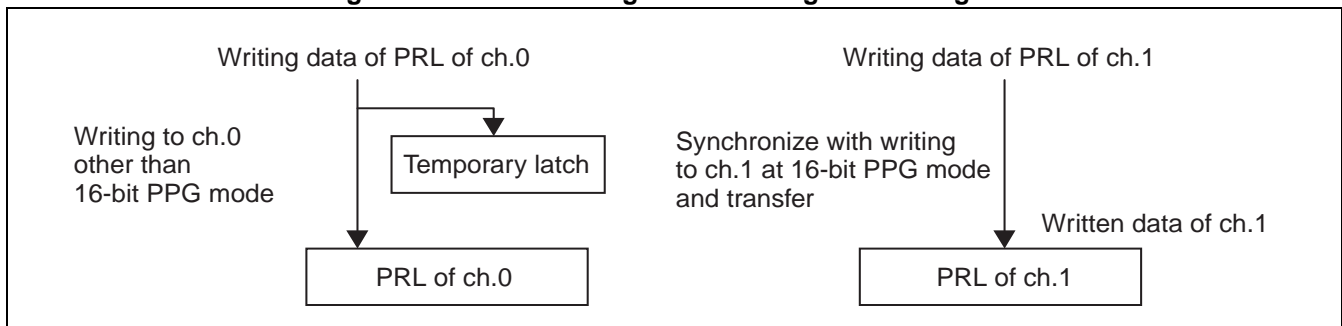 Writing data of PRL of ch.0
Writing to ch.0
other than
16-bit PPG mode
Temporary latch
PRL of ch.0
Writing data of PRL of ch.1
Synchronize with writing
to ch.1 at 16-bit PPG mode
and transfer
Written data of ch.1
PRL of ch.1